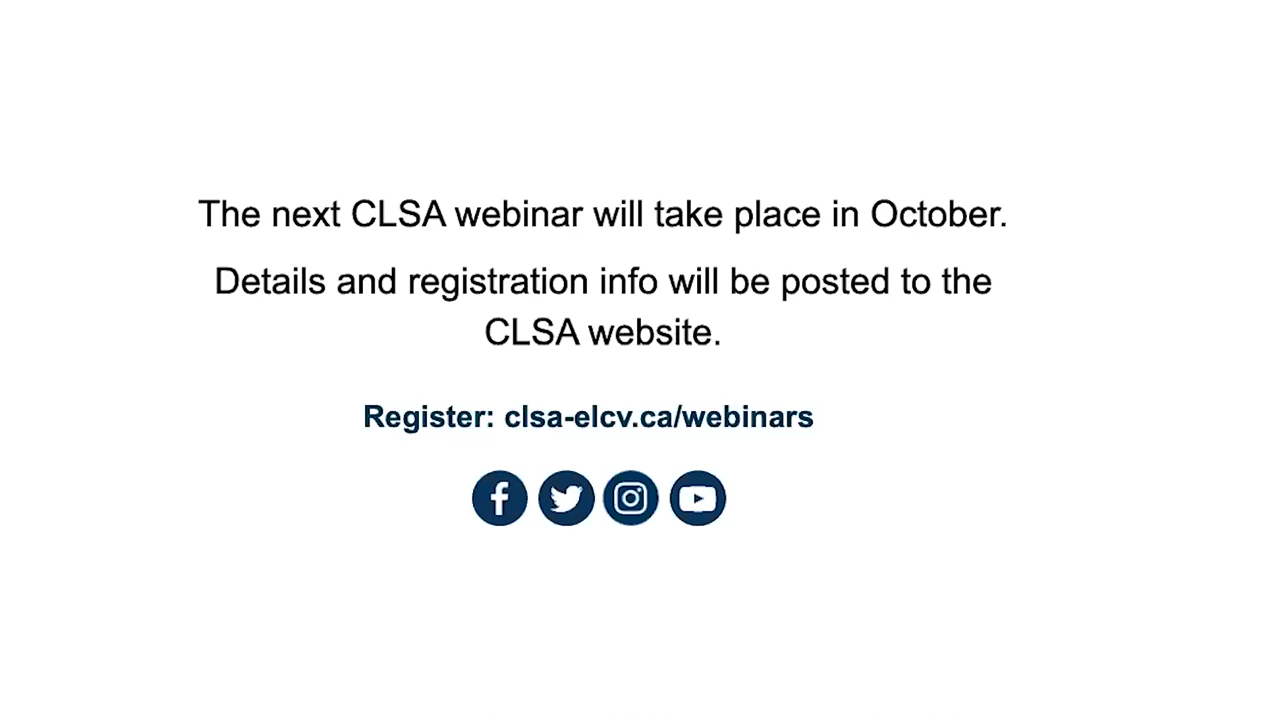 The next CLSA webinar will take place in October.
Details and registration info will be posted to the
CLSA website.
Register: clsa-elcv.ca/webinars